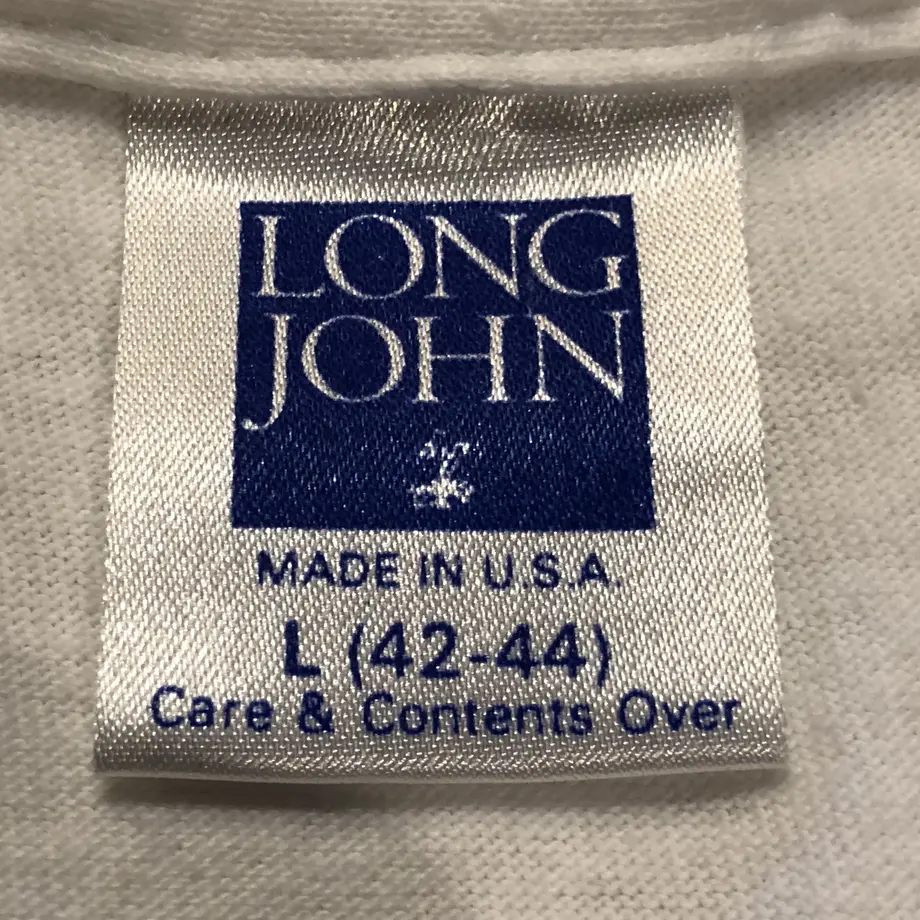 LONG
JOHN
MADE IN U.S.A.
L (42-44)
Care & Contents Over